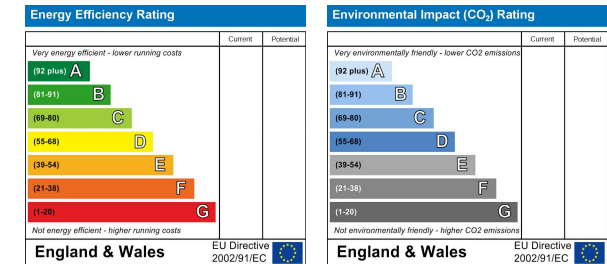 Energy Efficiency Rating
Current Potential
Very energy efficient - lower running costs
(92 plus) A
(81-91) B
(69-80) C
(55-68) D
(39-54) E
(21-38) F
(1-20) G
Not energy efficient - higher running costs
England & Wales
EU Directive
2002/91/EC
Environmental Impact (CO₂) Rating
Current Potential
Very environmentally friendly - lower CO2 emissions
(92 plus) A
(81-91) B
(69-80) C
(55-68) D
(39-54) E
(21-38) F
(1-20) G
Not environmentally friendly - higher CO2 emissions
England & Wales
EU Directive
2002/91/EC